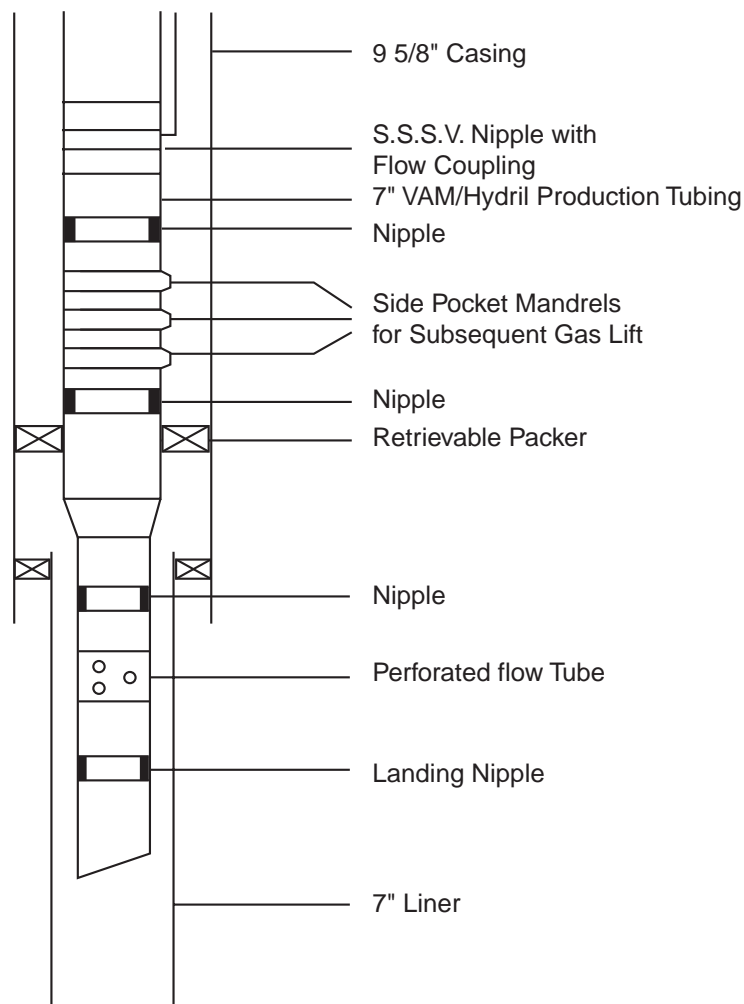 9 5/8" Casing
S.S.S.V. Nipple with
Flow Coupling
7" VAM/Hydril Production Tubing
Nipple
Side Pocket Mandrels
for Subsequent Gas Lift
Nipple
Retrievable Packer
Nipple
Perforated flow Tube
Landing Nipple
7" Liner